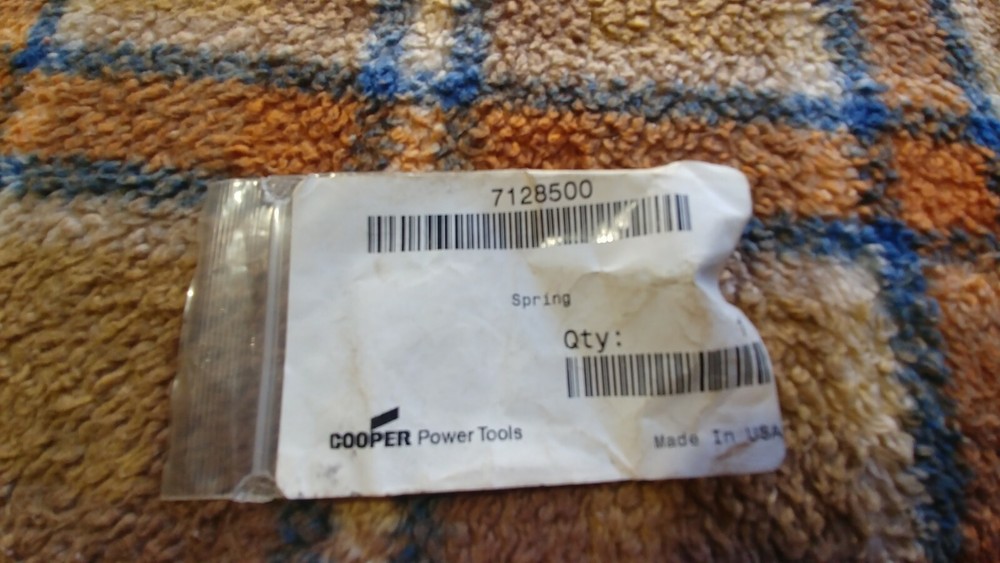 7128500
Spring
Qty:
COOPER Power Tools
Made In USA